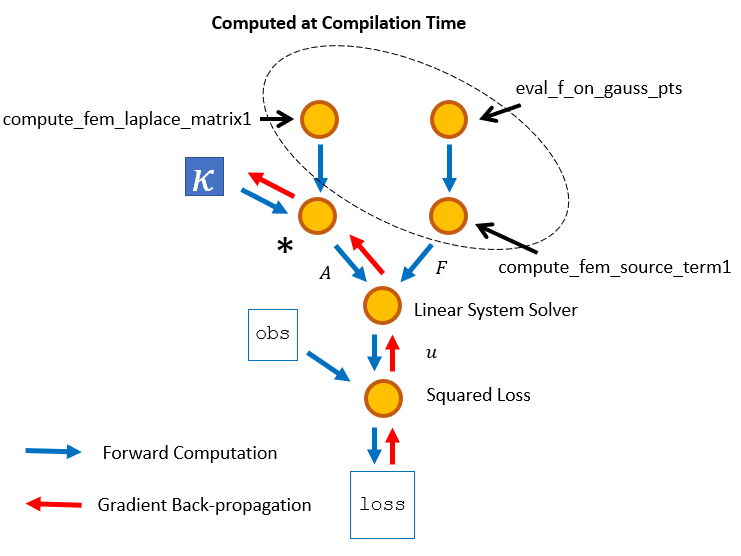 Computed at Compilation Time
eval_f_on_gauss_pts
compute_fem_laplace_matrix1
κ
*
A
F
compute_fem_source_term1
Linear System Solver
obs
u
Squared Loss
Forward Computation
Gradient Back-propagation
loss